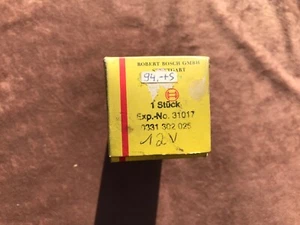 ROBERT BOSCH GMBH
STUTTGART
94,-+S
1 Stück
Exp.-No. 31017
0331 302 025
12V